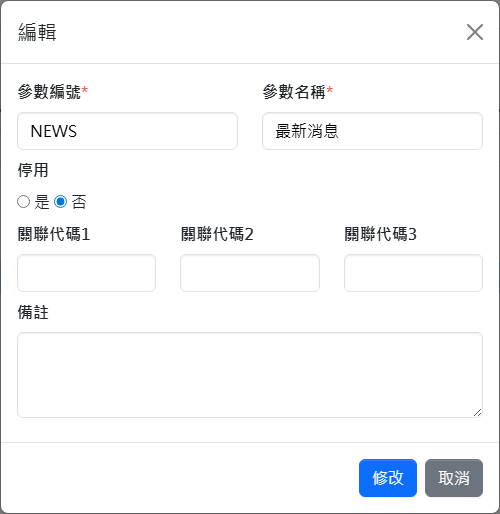 編輯
參數編號* 參數名稱*
NEWS 最新消息
停用
是 否
關聯代碼1 關聯代碼2 關聯代碼3
備註
修改 取消